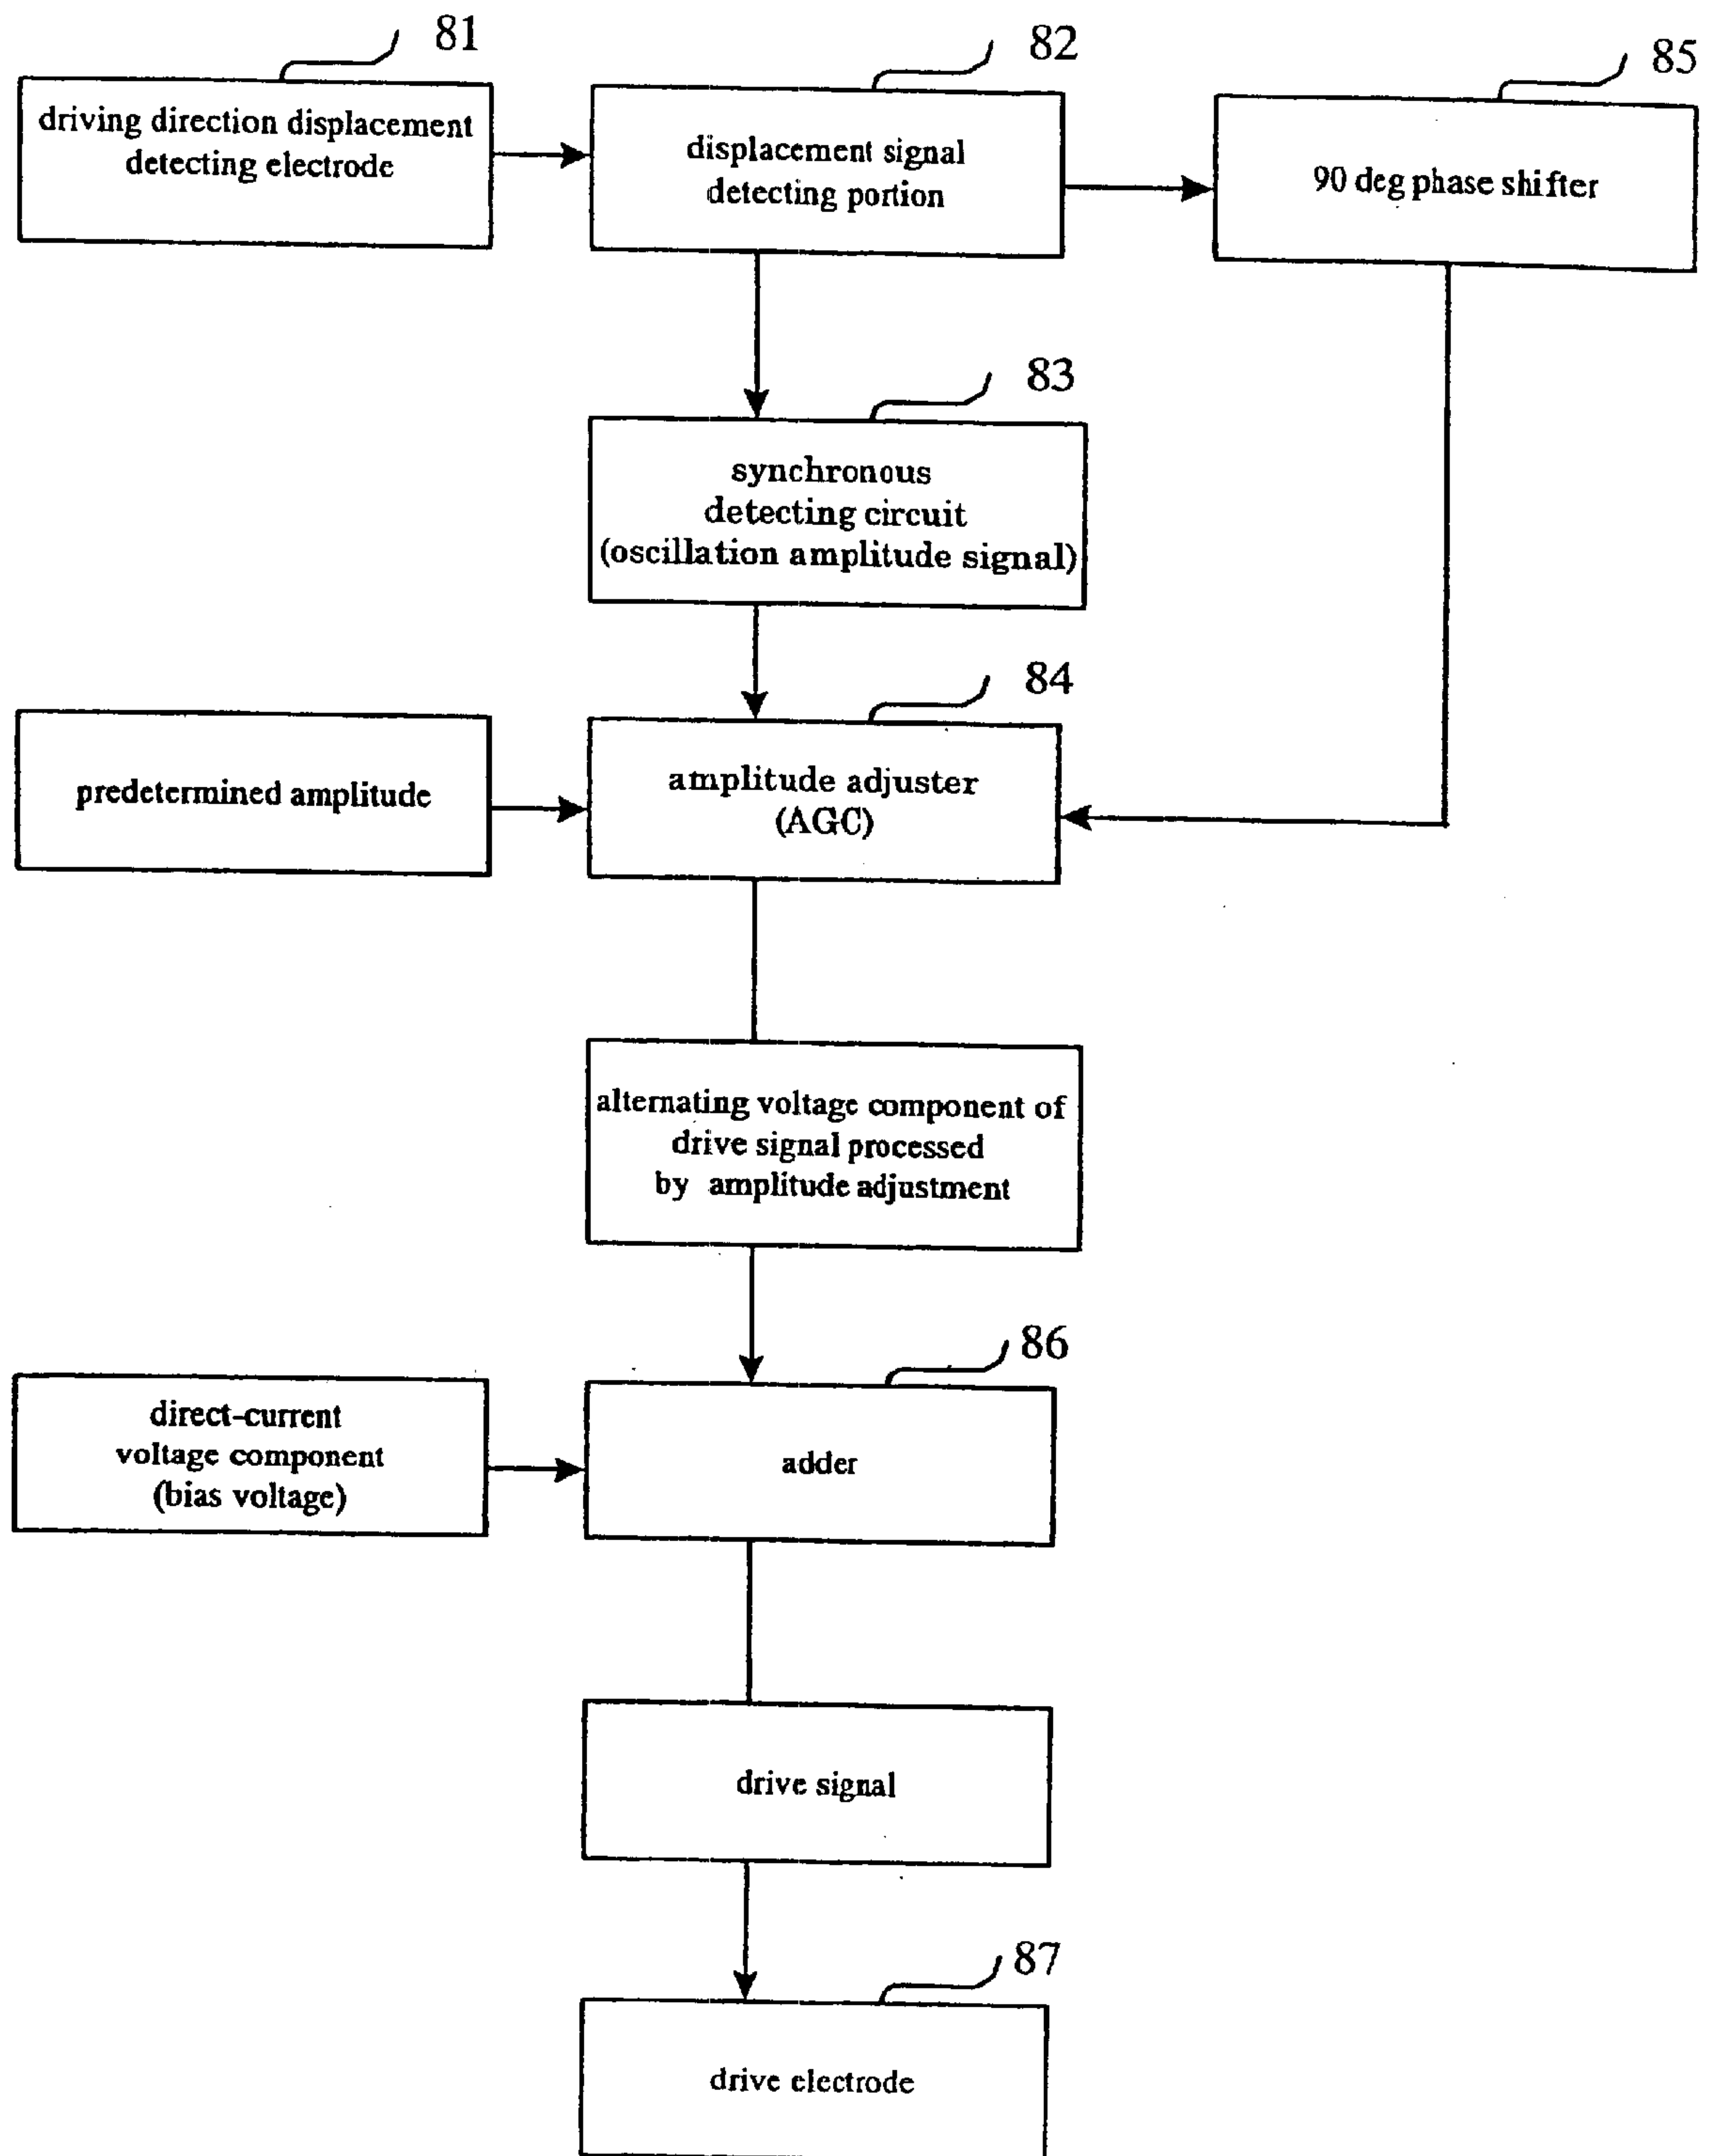 81
82
85
driving direction displacement
detecting electrode
displacement signal
detecting portion
90 deg phase shifter
83
synchronous
detecting circuit
(oscillation amplitude signal)
84
predetermined amplitude
amplitude adjuster
(AGC)
alternating voltage component of
drive signal processed
by amplitude adjustment
86
direct-current
voltage component
(bias voltage)
adder
drive signal
87
drive electrode